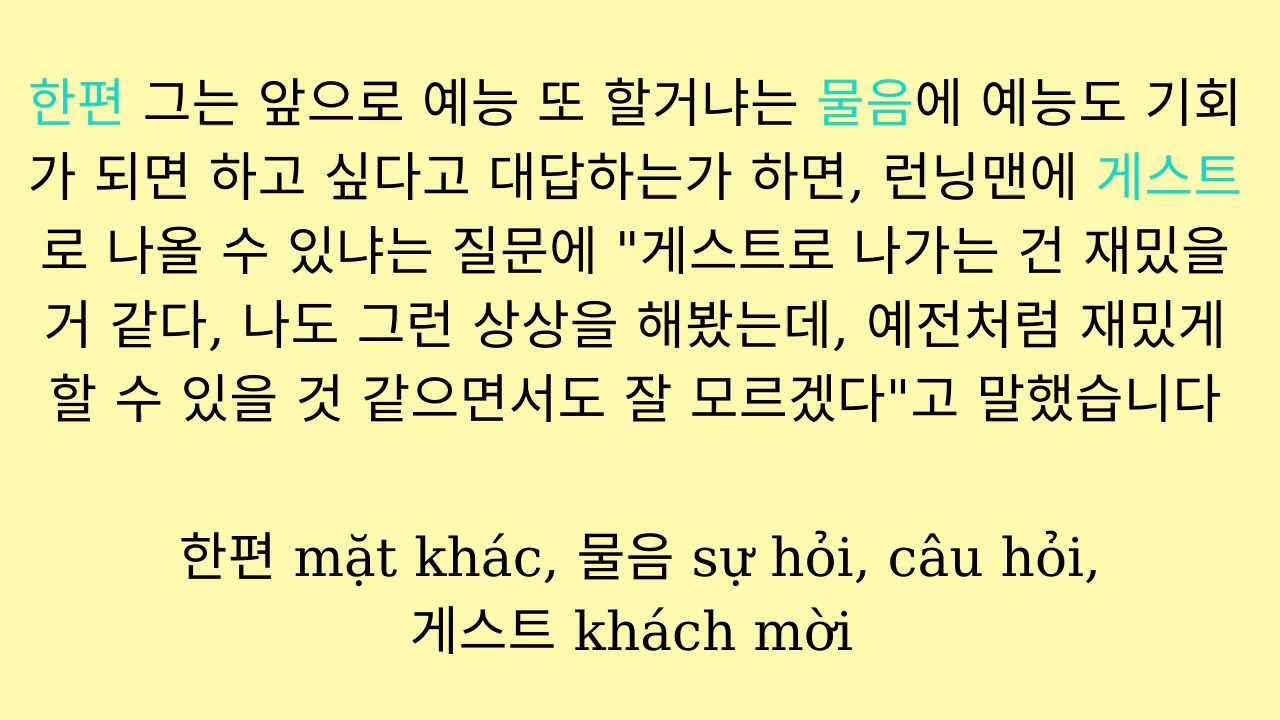 한편 그는 앞으로 예능 또 할거냐는 물음에 예능도 기회
가 되면 하고 싶다고 대답하는가 하면, 런닝맨에 게스트
로 나올 수 있냐는 질문에 "게스트로 나가는 건 재밌을
거 같다, 나도 그런 상상을 해봤는데, 예전처럼 재밌게
할 수 있을 것 같으면서도 잘 모르겠다"고 말했습니다
한편 mặt khác, 물음 sự hỏi, câu hỏi,
게스트 khách mời